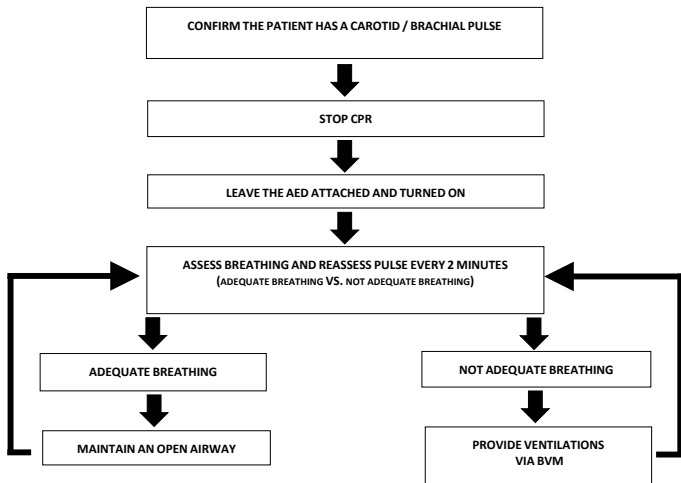 CONFIRM THE PATIENT HAS A CAROTID / BRACHIAL PULSE
STOP CPR
LEAVE THE AED ATTACHED AND TURNED ON
ASSESS BREATHING AND REASSESS PULSE EVERY 2 MINUTES
(ADEQUATE BREATHING VS. NOT ADEQUATE BREATHING)
ADEQUATE BREATHING
NOT ADEQUATE BREATHING
MAINTAIN AN OPEN AIRWAY
PROVIDE VENTILATIONS
VIA BVM